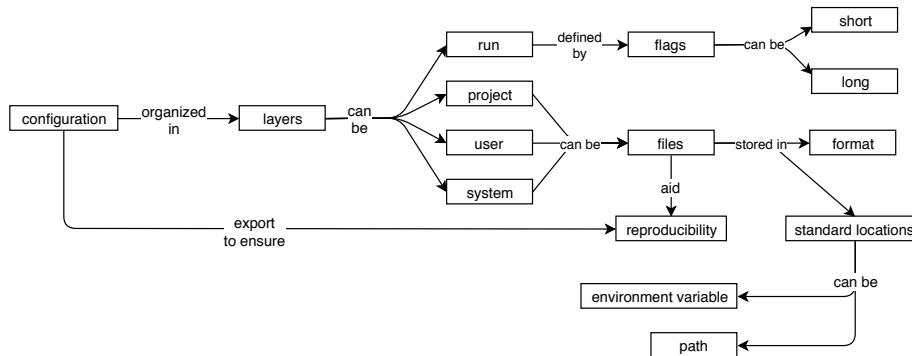 short
run
defined
by
flags
can be
long
project
configuration
organized
in
layers
can
be
user
can be
files
stored in
format
system
aid
export
to ensure
reproducibility
standard locations
can be
environment variable
path